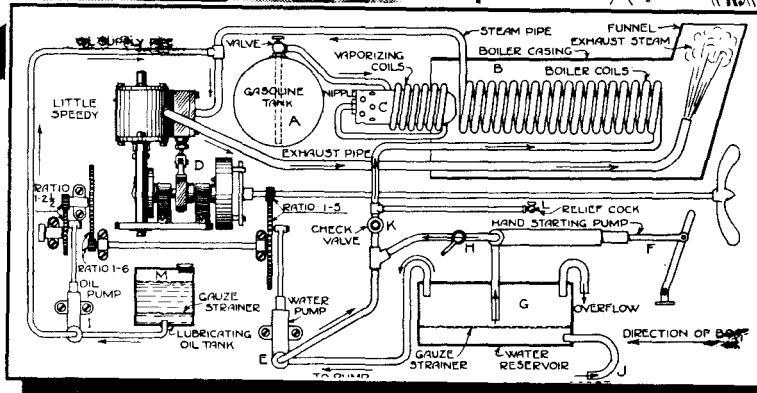 OIL SUPPLY PIPE
VALVE
STEAM PIPE
FUNNEL
EXHAUST STEAM
BOILER CASING
VAPORIZING
COILS
B
BOILER COILS
GASOLINE
TANK
A
NIPPLE
C
LITTLE
SPEEDY
D
EXHAUST PIPE
RATIO
1-2½
RATIO 1-5
L
RELIEF COCK
K
CHECK
VALVE
HAND STARTING PUMP
H
F
RATIO 1-6
OIL
PUMP
M
GAUZE
STRAINER
LUBRICATING
OIL TANK
WATER
PUMP
E
TO PUMP
G
OVERFLOW
GAUZE
STRAINER
WATER
RESERVOIR
DIRECTION OF BOAT
J